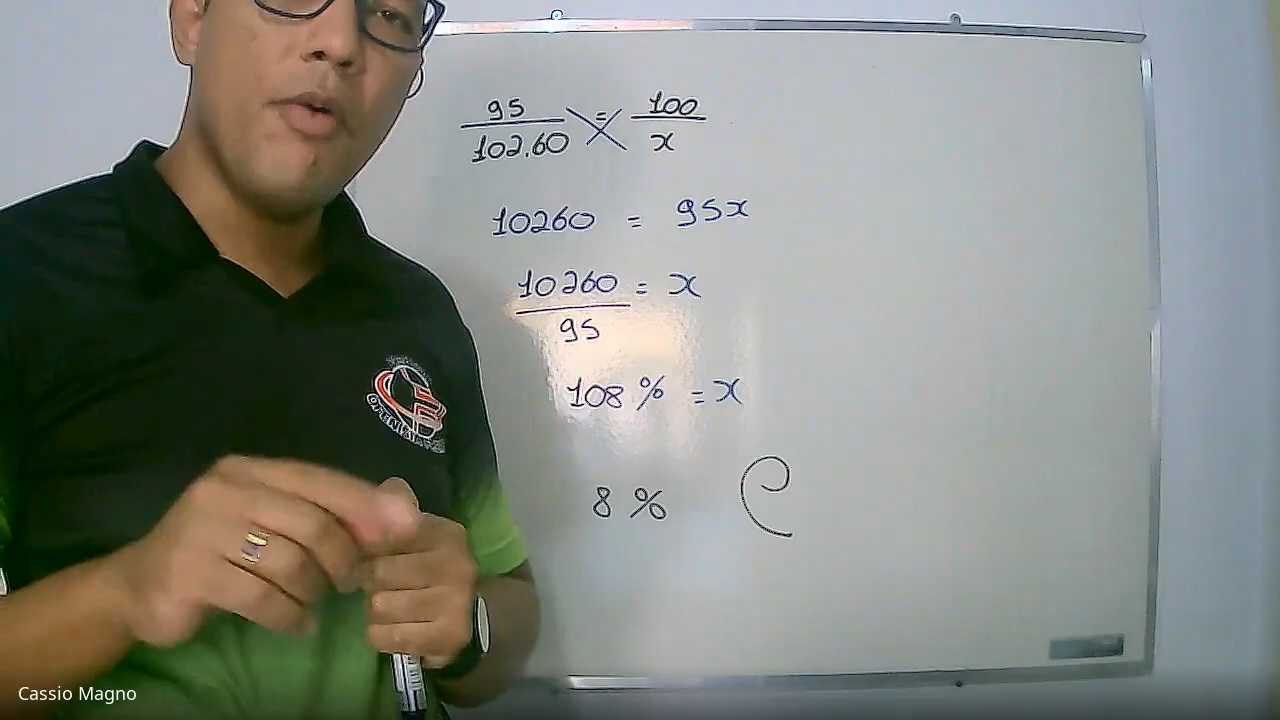 95 = 100
102,60 x
10260 = 95x
10260 = x
95
108% = x
8% e
Cassio Magno